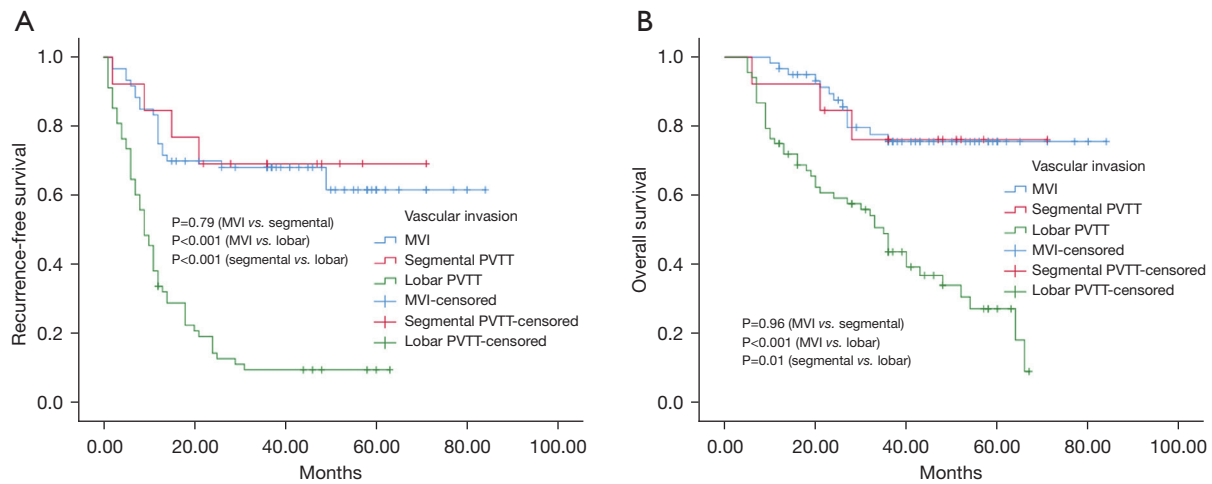 A
1.0
0.8
0.6
0.4
0.2
0.0
Recurrence-free survival
P=0.79 (MVI vs. segmental)
P<0.001 (MVI vs. lobar)
P<0.001 (segmental vs. lobar)
Vascular invasion
MVI
Segmental PVTT
Lobar PVTT
MVI-censored
Segmental PVTT-censored
Lobar PVTT-censored
0.00 20.00 40.00 60.00 80.00 100.00
Months
B
1.0
0.8
0.6
0.4
0.2
0.0
Overall survival
Vascular invasion
MVI
Segmental PVTT
Lobar PVTT
MVI-censored
Segmental PVTT-censored
Lobar PVTT-censored
P=0.96 (MVI vs. segmental)
P<0.001 (MVI vs. lobar)
P=0.01 (segmental vs. lobar)
0.00 20.00 40.00 60.00 80.00 100.00
Months